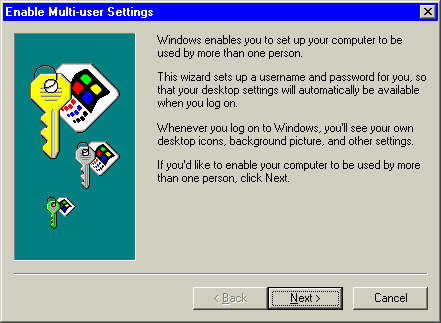 Enable Multi-user Settings
Windows enables you to set up your computer to be
used by more than one person.
This wizard sets up a username and password for you, so
that your desktop settings will automatically be available
when you log on.
Whenever you log on to Windows, you'll see your own
desktop icons, background picture, and other settings.
If you'd like to enable your computer to be used by more
than one person, click Next.
< Back
Next >
Cancel